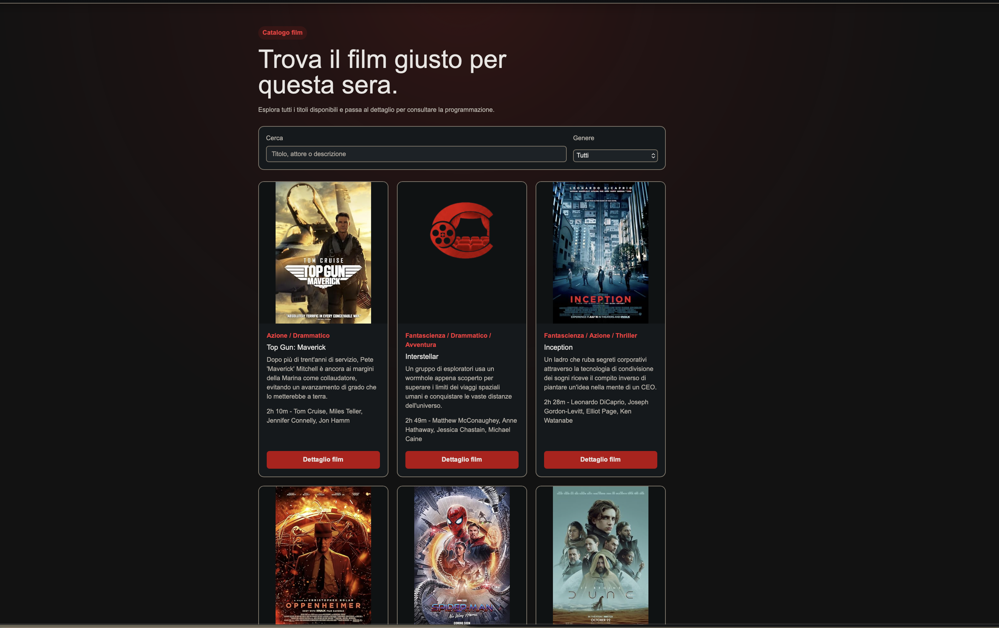 Catalogo film
Trova il film giusto per
questa sera.
Esplora tutti i titoli disponibili e passa al dettaglio per consultare la programmazione.
Cerca
Genere
Titolo, attore o descrizione
Tutti
TOM CRUISE
TOP GUN
MAVERICK
"ABSOLUTELY TERRIFIC IN EVERY CONCEIVABLE WAY."
LEONARDO DiCAPRIO
YOUR MIND IS THE SCENE OF THE CRIME.
INCEPTION
FROM THE DIRECTOR OF THE DARK KNIGHT
EXPERIENCE IT JULY 16 IN THEATERS AND IMAX
Azione / Drammatico
Top Gun: Maverick
Dopo più di trent'anni di servizio, Pete
'Maverick' Mitchell è ancora ai margini
della Marina come collaudatore,
evitando un avanzamento di grado che
lo metterebbe a terra.
2h 10m - Tom Cruise, Miles Teller,
Jennifer Connelly, Jon Hamm
Dettaglio film
Fantascienza / Drammatico /
Avventura
Interstellar
Un gruppo di esploratori usa un
wormhole appena scoperto per
superare i limiti dei viaggi spaziali
umani e conquistare le vaste distanze
dell'universo.
2h 49m - Matthew McConaughey, Anne
Hathaway, Jessica Chastain, Michael
Caine
Dettaglio film
Fantascienza / Azione / Thriller
Inception
Un ladro che ruba segreti corporativi
attraverso la tecnologia di condivisione
dei sogni riceve il compito inverso di
piantare un'idea nella mente di un CEO.
2h 28m - Leonardo DiCaprio, Joseph
Gordon-Levitt, Elliot Page, Ken
Watanabe
Dettaglio film
A FILM BY CHRISTOPHER NOLAN
OPPENHEIMER
SHOT WITH IMAX FILM CAMERAS
SPIDER-MAN
No Way Home
COMING SOON
IT BEGINS
DUNE
OCTOBER 22